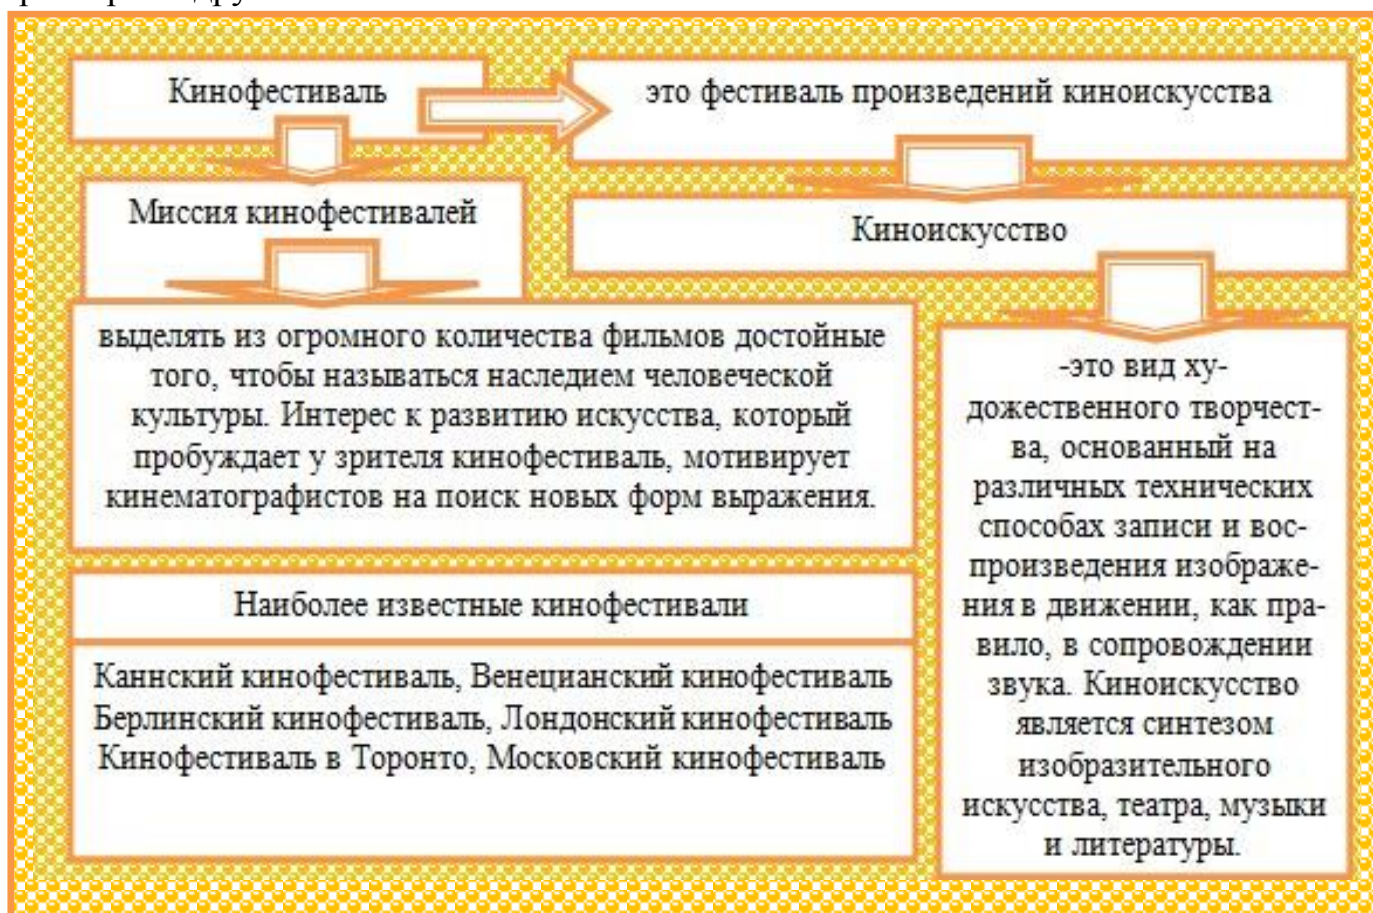 Кинофестиваль
это фестиваль произведений киноискусства
Миссия кинофестивалей
Киноискусство
выделять из огромного количества фильмов достойные
того, чтобы называться наследием человеческой
культуры. Интерес к развитию искусства, который
пробуждает у зрителя кинофестиваль, мотивирует
кинематографистов на поиск новых форм выражения.
-это вид ху-
дожественного творчест-
ва, основанный на
различных технических
способах записи и вос-
произведения изображе-
ния в движении, как пра-
вило, в сопровождении
звука. Киноискусство
является синтезом
изобразительного
искусства, театра, музыки
и литературы.
Наиболее известные кинофестивали
Каннский кинофестиваль, Венецианский кинофестиваль
Берлинский кинофестиваль, Лондонский кинофестиваль
Кинофестиваль в Торонто, Московский кинофестиваль